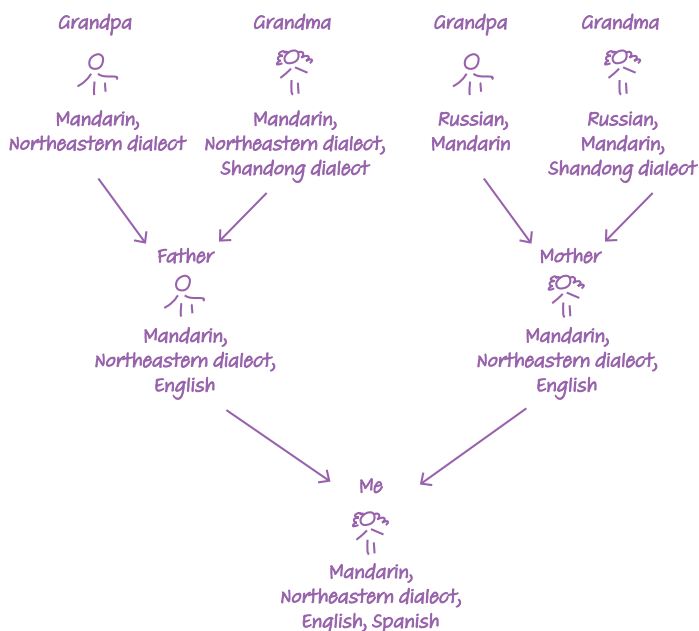 Grandpa
Grandma
Grandpa
Grandma
Mandarin,
Northeastern dialect
Mandarin,
Northeastern dialect,
Shandong dialect
Russian,
Mandarin
Russian,
Mandarin,
Shandong dialect
Father
Mother
Mandarin,
Northeastern dialect,
English
Mandarin,
Northeastern dialect,
English
Me
Mandarin,
Northeastern dialect,
English, Spanish